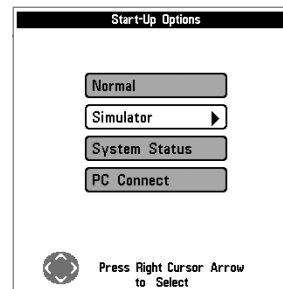 Start-Up Options
Normal
Simulator
System Status
PC Connect
Press Right Cursor Arrow
to Select